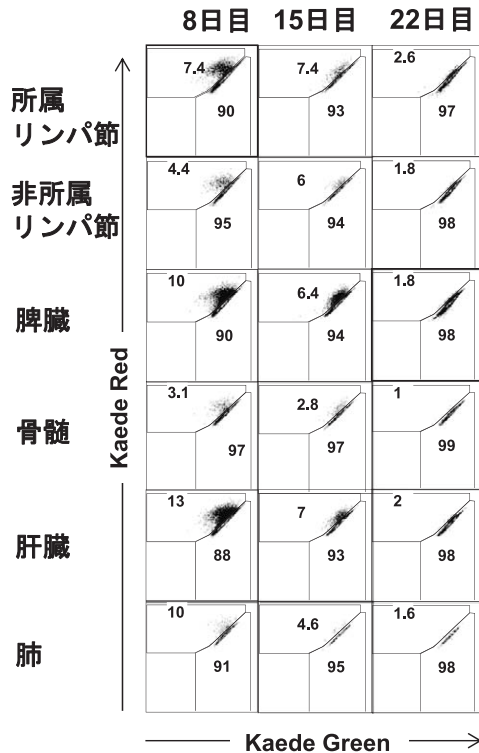 8日目 15日目 22日目
所属
リンパ節
7.4 7.4 2.6
90 93 97
非所属
リンパ節
4.4 6 1.8
95 94 98
脾臓
10 6.4 1.8
90 94 98
骨髄
3.1 2.8 1
97 97 99
肝臓
13 7 2
88 93 98
肺
10 4.6 1.6
91 95 98
Kaede Red
Kaede Green